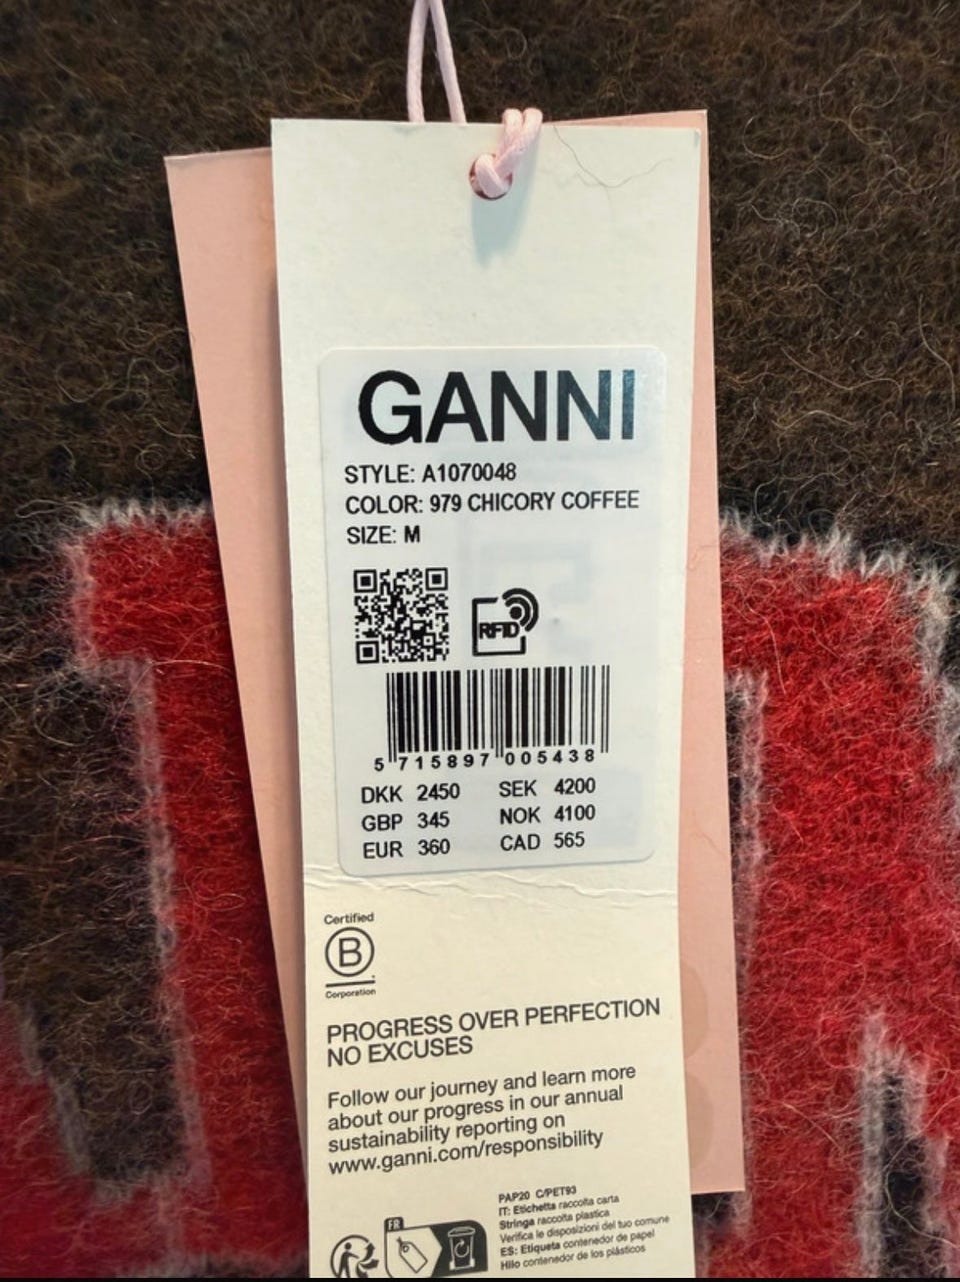 GANNI
STYLE: A1070048
COLOR: 979 CHICORY COFFEE
SIZE: M
RFID
5 715897 005438
DKK 2450 SEK 4200
GBP 345 NOK 4100
EUR 360 CAD 565
Certified
B
Corporation
PROGRESS OVER PERFECTION
NO EXCUSES
Follow our journey and learn more
about our progress in our annual
sustainability reporting on
www.ganni.com/responsibility
FR
PAP20 C/PET93
IT: Etichetta raccolta carta
Stringa raccolta plastica
Verifica le disposizioni del tuo comune
ES: Etiqueta contenedor de papel
Hilo contenedor de los plásticos